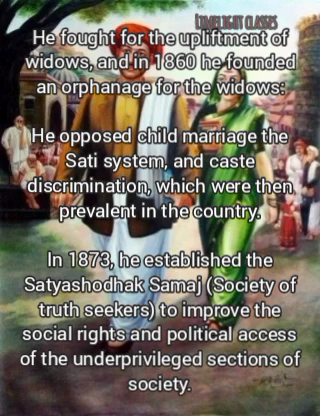 LIMELIGHT CLASSES
He fought for the upliftment of
widows, and in 1860 he founded
an orphanage for the widows.
He opposed child marriage the
Sati system, and caste
discrimination, which were then
prevalent in the country.
In 1873, he established the
Satyashodhak Samaj (Society of
truth seekers) to improve the
social rights and political access
of the underprivileged sections of
society.